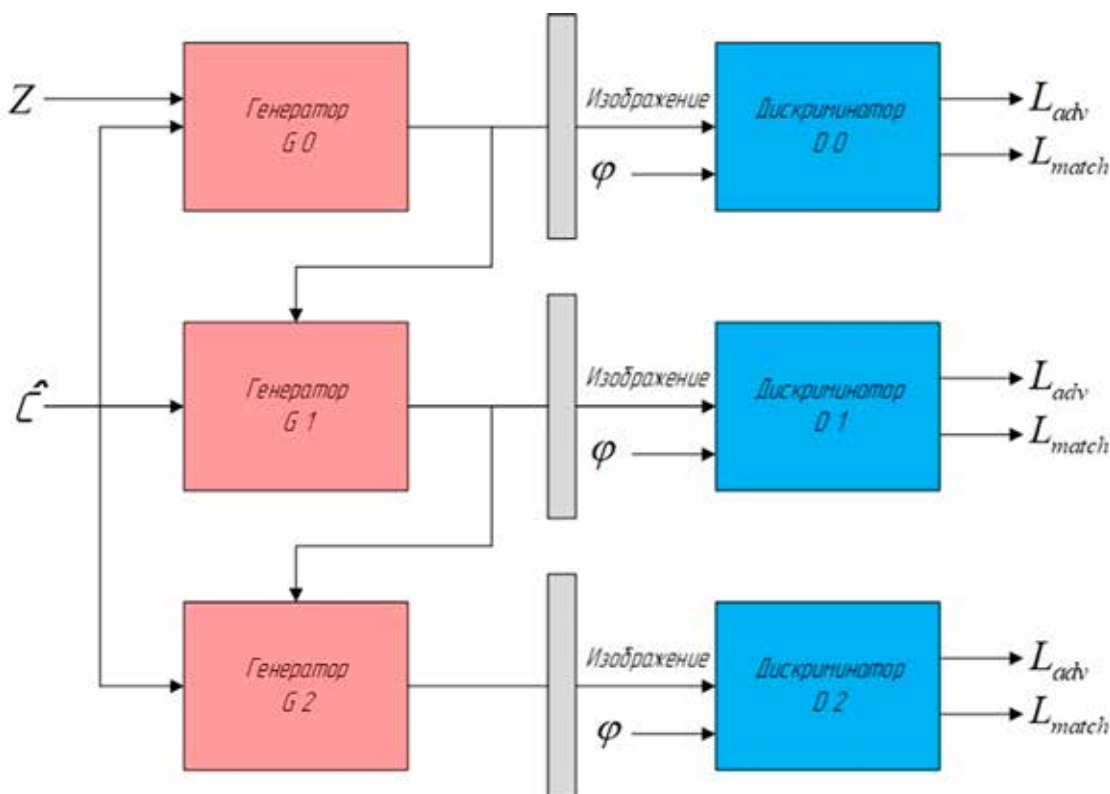 Z
Генератор
G 0
Изображение
φ
Дискриминатор
D 0
L_adv
L_match
Ĉ
Генератор
G 1
Изображение
φ
Дискриминатор
D 1
L_adv
L_match
Генератор
G 2
Изображение
φ
Дискриминатор
D 2
L_adv
L_match